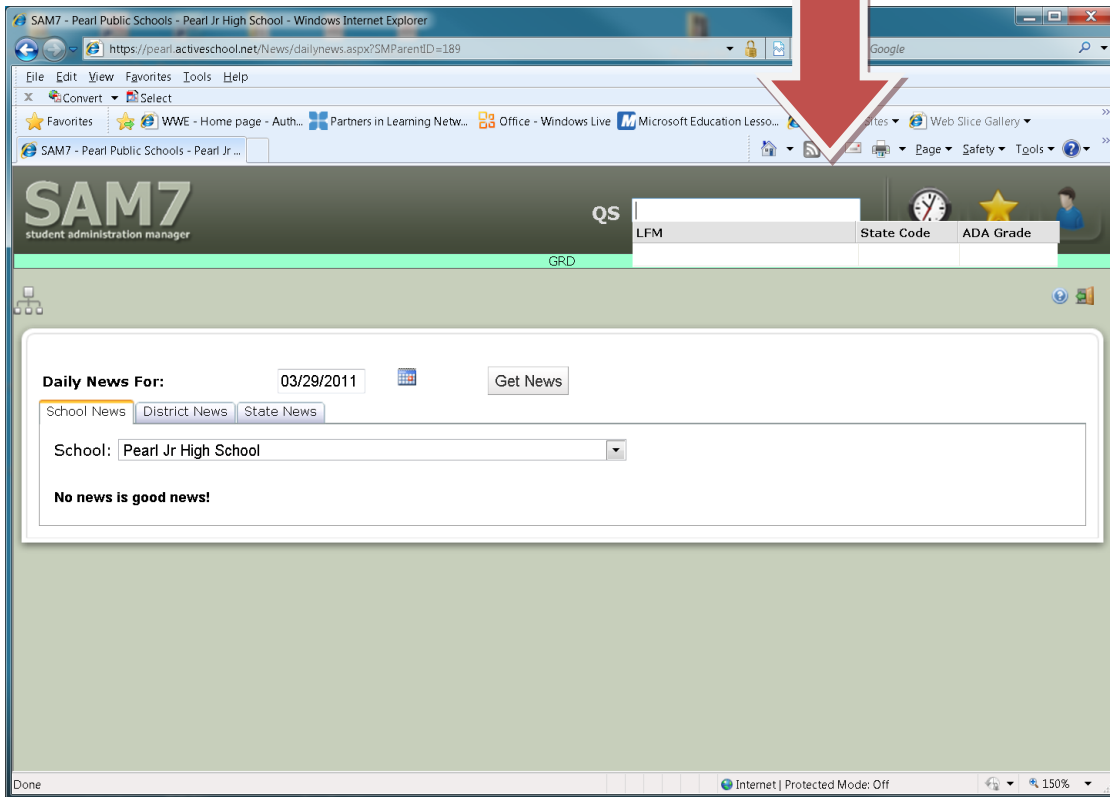 SAM7 - Pearl Public Schools - Pearl Jr High School - Windows Internet Explorer
https://pearl.activeschool.net/News/dailynews.aspx?SMParentID=189
Google
File Edit View Favorites Tools Help
x Convert Select
Favorites WWE - Home page - Auth... Partners in Learning Netw... Office - Windows Live Microsoft Education Lesso... Web Slice Gallery
SAM7 - Pearl Public Schools - Pearl Jr ...
Page Safety Tools
SAM7
student administration manager
QS
LFM State Code ADA Grade
GRD
Daily News For: 03/29/2011 Get News
School News District News State News
School: Pearl Jr High School
No news is good news!
Done Internet | Protected Mode: Off 150%